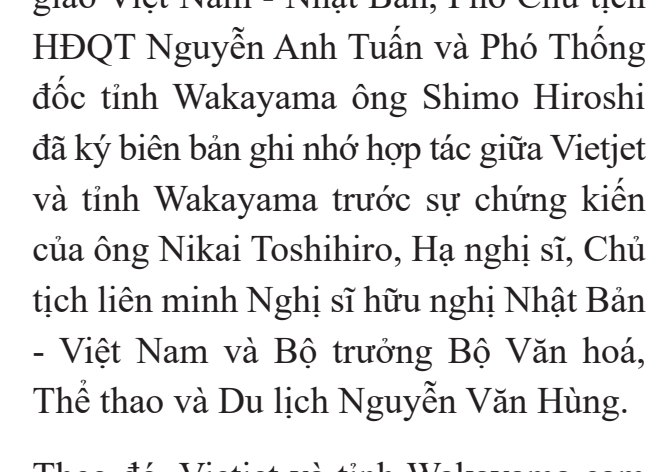 giao Việt Nam - Nhật Bản, Phó Chủ tịch
HĐQT Nguyễn Anh Tuấn và Phó Thống
đốc tỉnh Wakayama ông Shimo Hiroshi
đã ký biên bản ghi nhớ hợp tác giữa Vietjet
và tỉnh Wakayama trước sự chứng kiến
của ông Nikai Toshihiro, Hạ nghị sĩ, Chủ
tịch liên minh Nghị sĩ hữu nghị Nhật Bản
- Việt Nam và Bộ trưởng Bộ Văn hoá,
Thể thao và Du lịch Nguyễn Văn Hùng.
Theo đó, Vietjet và tỉnh Wakayama cam